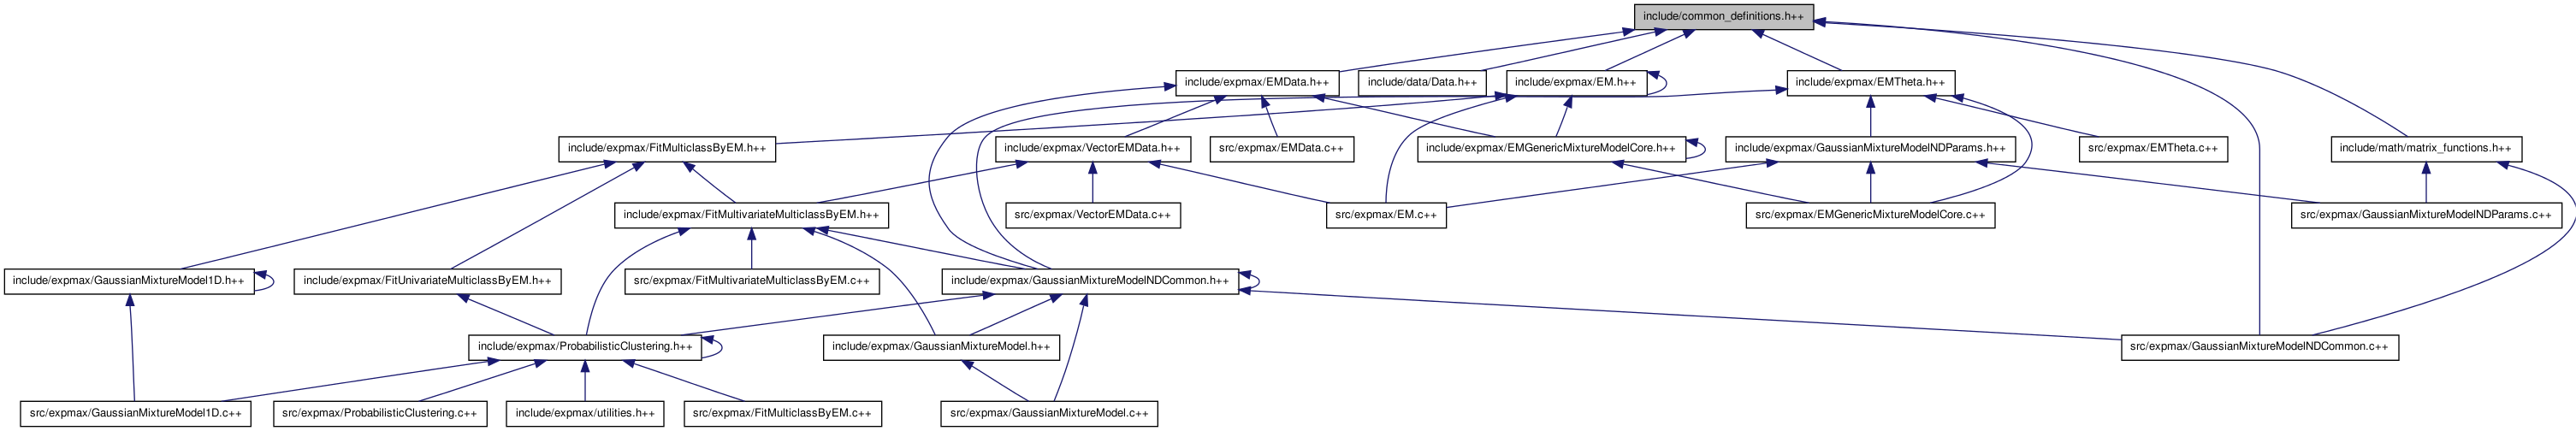 include/common_definitions.h++
include/expmax/EMData.h++
include/data/Data.h++
include/expmax/EM.h++
include/expmax/EMTheta.h++
include/expmax/FitMulticlassByEM.h++
include/expmax/VectorEMData.h++
src/expmax/EMData.c++
include/expmax/EMGenericMixtureModelCore.h++
include/expmax/GaussianMixtureModelNDParams.h++
src/expmax/EMTheta.c++
include/math/matrix_functions.h++
include/expmax/FitMultivariateMulticlassByEM.h++
src/expmax/VectorEMData.c++
src/expmax/EM.c++
src/expmax/EMGenericMixtureModelCore.c++
src/expmax/GaussianMixtureModelNDParams.c++
include/expmax/GaussianMixtureModel1D.h++
include/expmax/FitUnivariateMulticlassByEM.h++
src/expmax/FitMultivariateMulticlassByEM.c++
include/expmax/GaussianMixtureModelNDCommon.h++
include/expmax/ProbabilisticClustering.h++
include/expmax/GaussianMixtureModel.h++
src/expmax/GaussianMixtureModelNDCommon.c++
src/expmax/GaussianMixtureModel1D.c++
src/expmax/ProbabilisticClustering.c++
include/expmax/utilities.h++
src/expmax/FitMulticlassByEM.c++
src/expmax/GaussianMixtureModel.c++